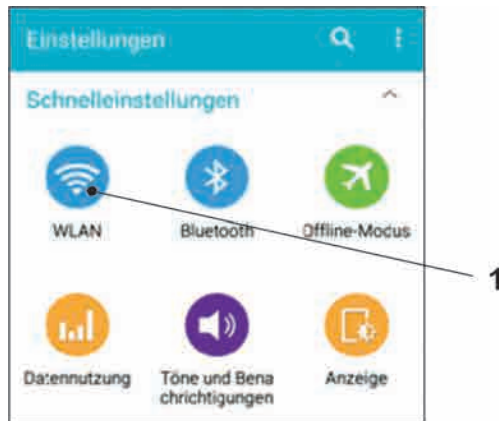 Einstellungen
Schnelleinstellungen
WLAN Bluetooth Offline-Modus
1
Datennutzung Töne und Bena Anzeige
chrichtigungen